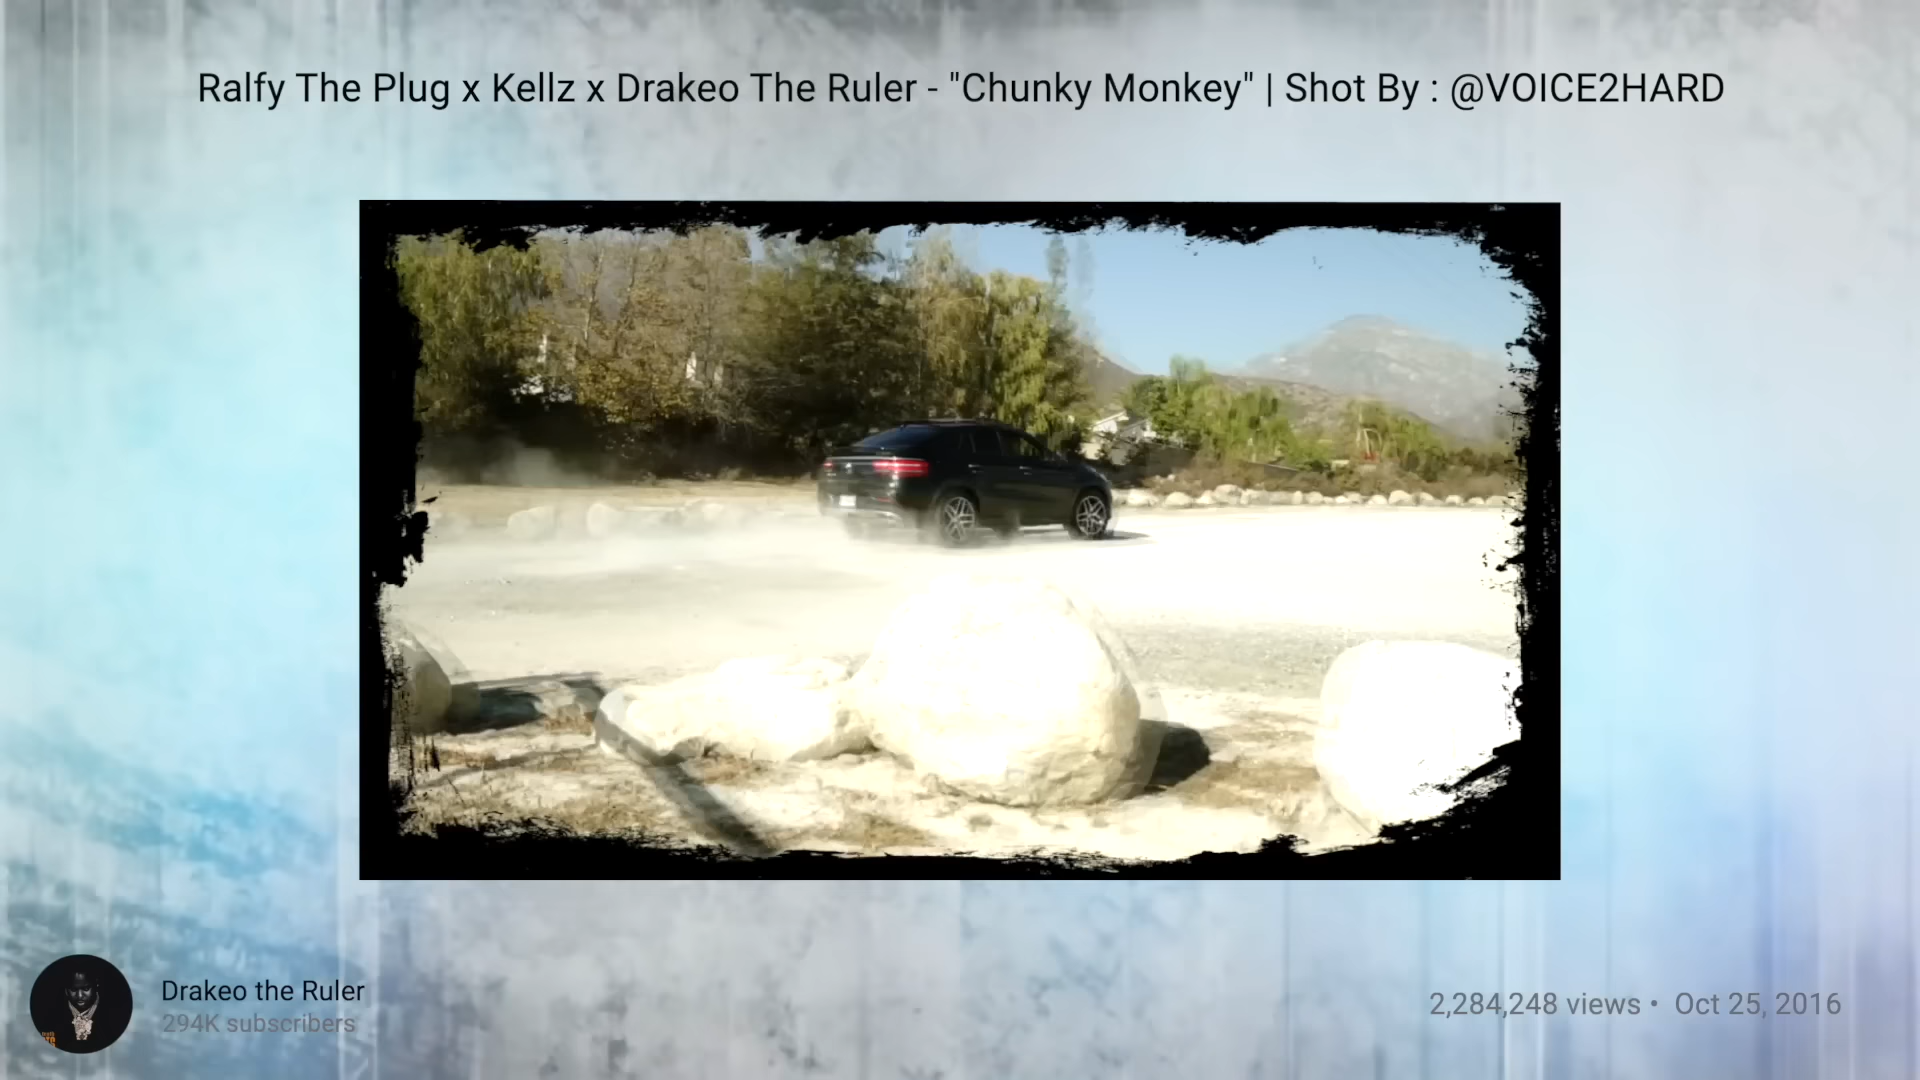 Ralfy The Plug x Kellz x Drakeo The Ruler - "Chunky Monkey" | Shot By : @VOICE2HARD
Drakeo the Ruler
294K subscribers
2,284,248 views • Oct 25, 2016